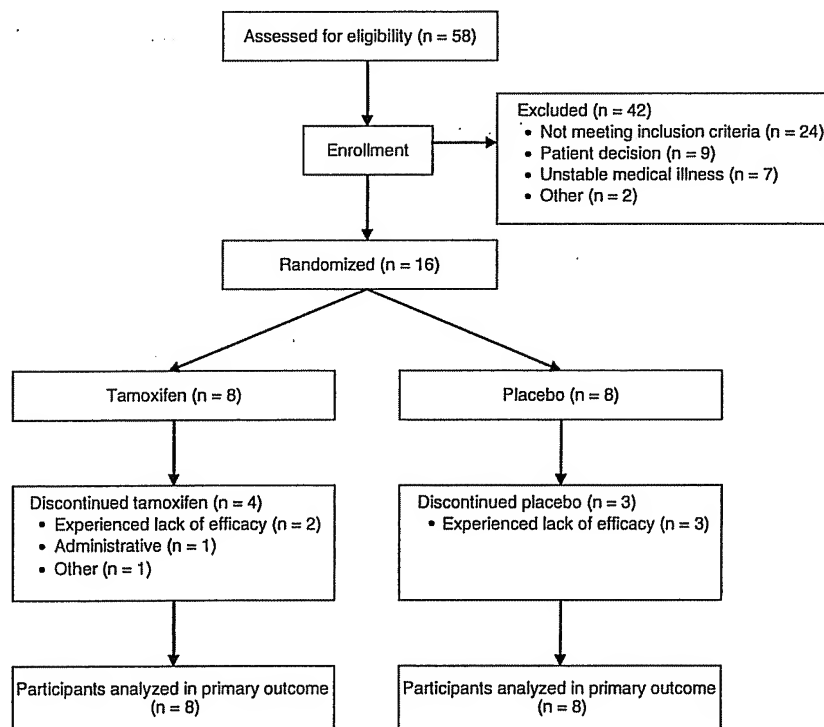 Assessed for eligibility (n = 58)
Excluded (n = 42)
• Not meeting inclusion criteria (n = 24)
• Patient decision (n = 9)
• Unstable medical illness (n = 7)
• Other (n = 2)
Enrollment
Randomized (n = 16)
Tamoxifen (n = 8)
Placebo (n = 8)
Discontinued tamoxifen (n = 4)
• Experienced lack of efficacy (n = 2)
• Administrative (n = 1)
• Other (n = 1)
Discontinued placebo (n = 3)
• Experienced lack of efficacy (n = 3)
Participants analyzed in primary outcome
(n = 8)
Participants analyzed in primary outcome
(n = 8)